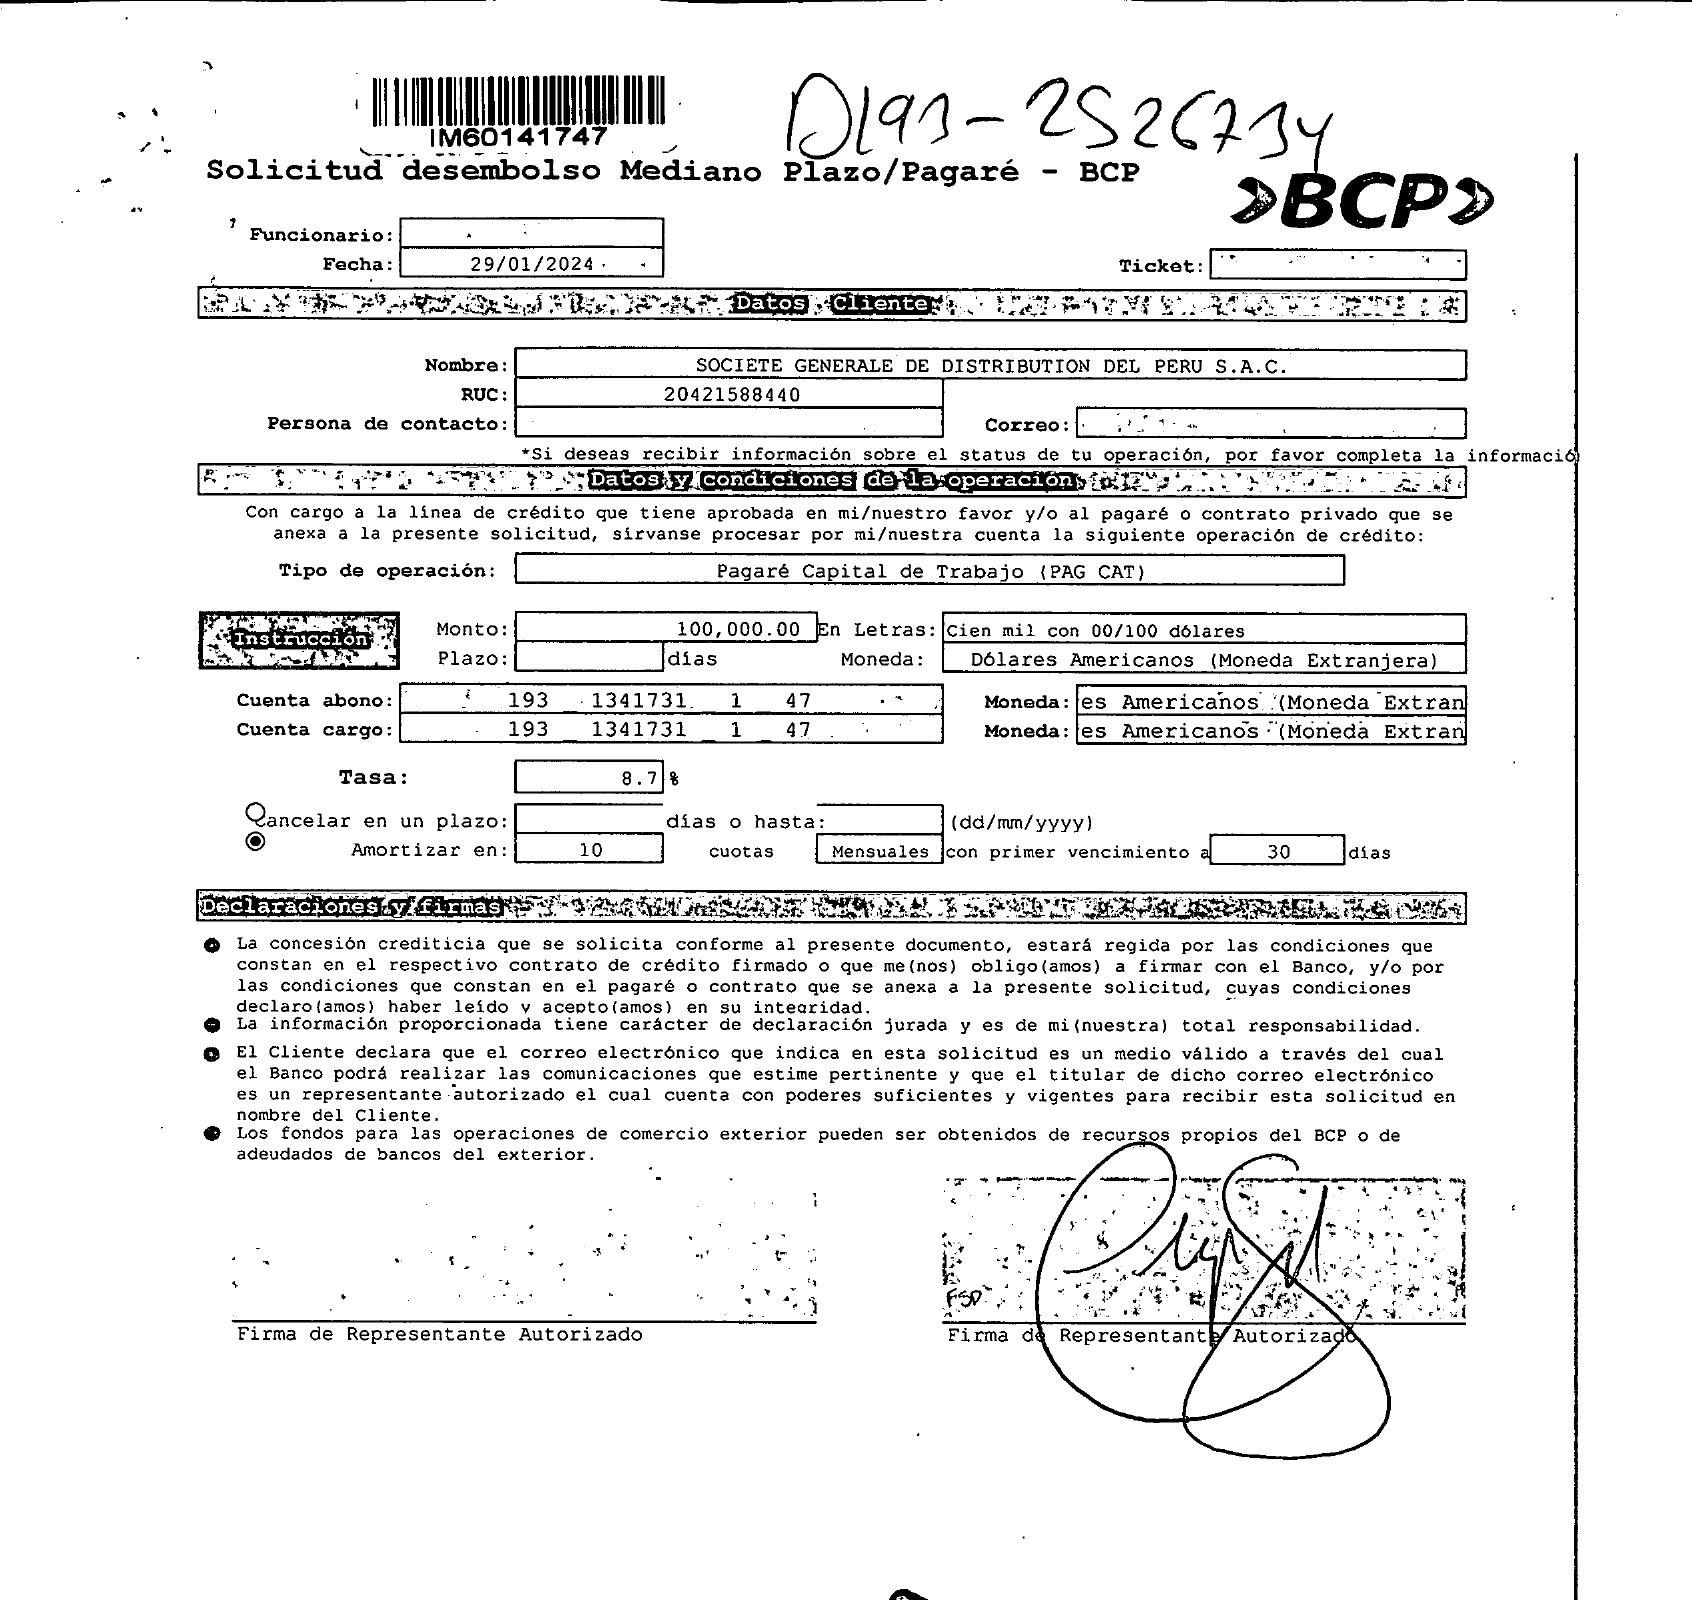 D193-2526734
IM60141747
Solicitud desembolso Mediano Plazo/Pagaré - BCP
BCP
Funcionario:
Fecha: 29/01/2024
Ticket:
Datos Cliente
Nombre: SOCIETE GENERALE DE DISTRIBUTION DEL PERU S.A.C.
RUC: 20421588440
Persona de contacto: Correo:
*Si deseas recibir información sobre el status de tu operación, por favor completa la informació
Datos y condiciones de la operación
Con cargo a la línea de crédito que tiene aprobada en mi/nuestro favor y/o al pagaré o contrato privado que se
anexa a la presente solicitud, sírvanse procesar por mi/nuestra cuenta la siguiente operación de crédito:
Tipo de operación: Pagaré Capital de Trabajo (PAG CAT)
Instrucción Monto: 100,000.00 En Letras: Cien mil con 00/100 dólares
Plazo: días Moneda: Dólares Americanos (Moneda Extranjera)
Cuenta abono: 193 1341731 1 47 Moneda: es Americanos (Moneda Extran
Cuenta cargo: 193 1341731 1 47 Moneda: es Americanos (Moneda Extran
Tasa: 8.7 %
Cancelar en un plazo: días o hasta: (dd/mm/yyyy)
Amortizar en: 10 cuotas Mensuales con primer vencimiento a 30 días
Declaraciones y firmas
La concesión crediticia que se solicita conforme al presente documento, estará regida por las condiciones que
constan en el respectivo contrato de crédito firmado o que me(nos) obligo(amos) a firmar con el Banco, y/o por
las condiciones que constan en el pagaré o contrato que se anexa a la presente solicitud, cuyas condiciones
declaro(amos) haber leído y acepto(amos) en su integridad.
La información proporcionada tiene carácter de declaración jurada y es de mi(nuestra) total responsabilidad.
El Cliente declara que el correo electrónico que indica en esta solicitud es un medio válido a través del cual
el Banco podrá realizar las comunicaciones que estime pertinente y que el titular de dicho correo electrónico
es un representante autorizado el cual cuenta con poderes suficientes y vigentes para recibir esta solicitud en
nombre del Cliente.
Los fondos para las operaciones de comercio exterior pueden ser obtenidos de recursos propios del BCP o de
adeudados de bancos del exterior.
FSD
Firma de Representante Autorizado
Firma de Representante Autorizado